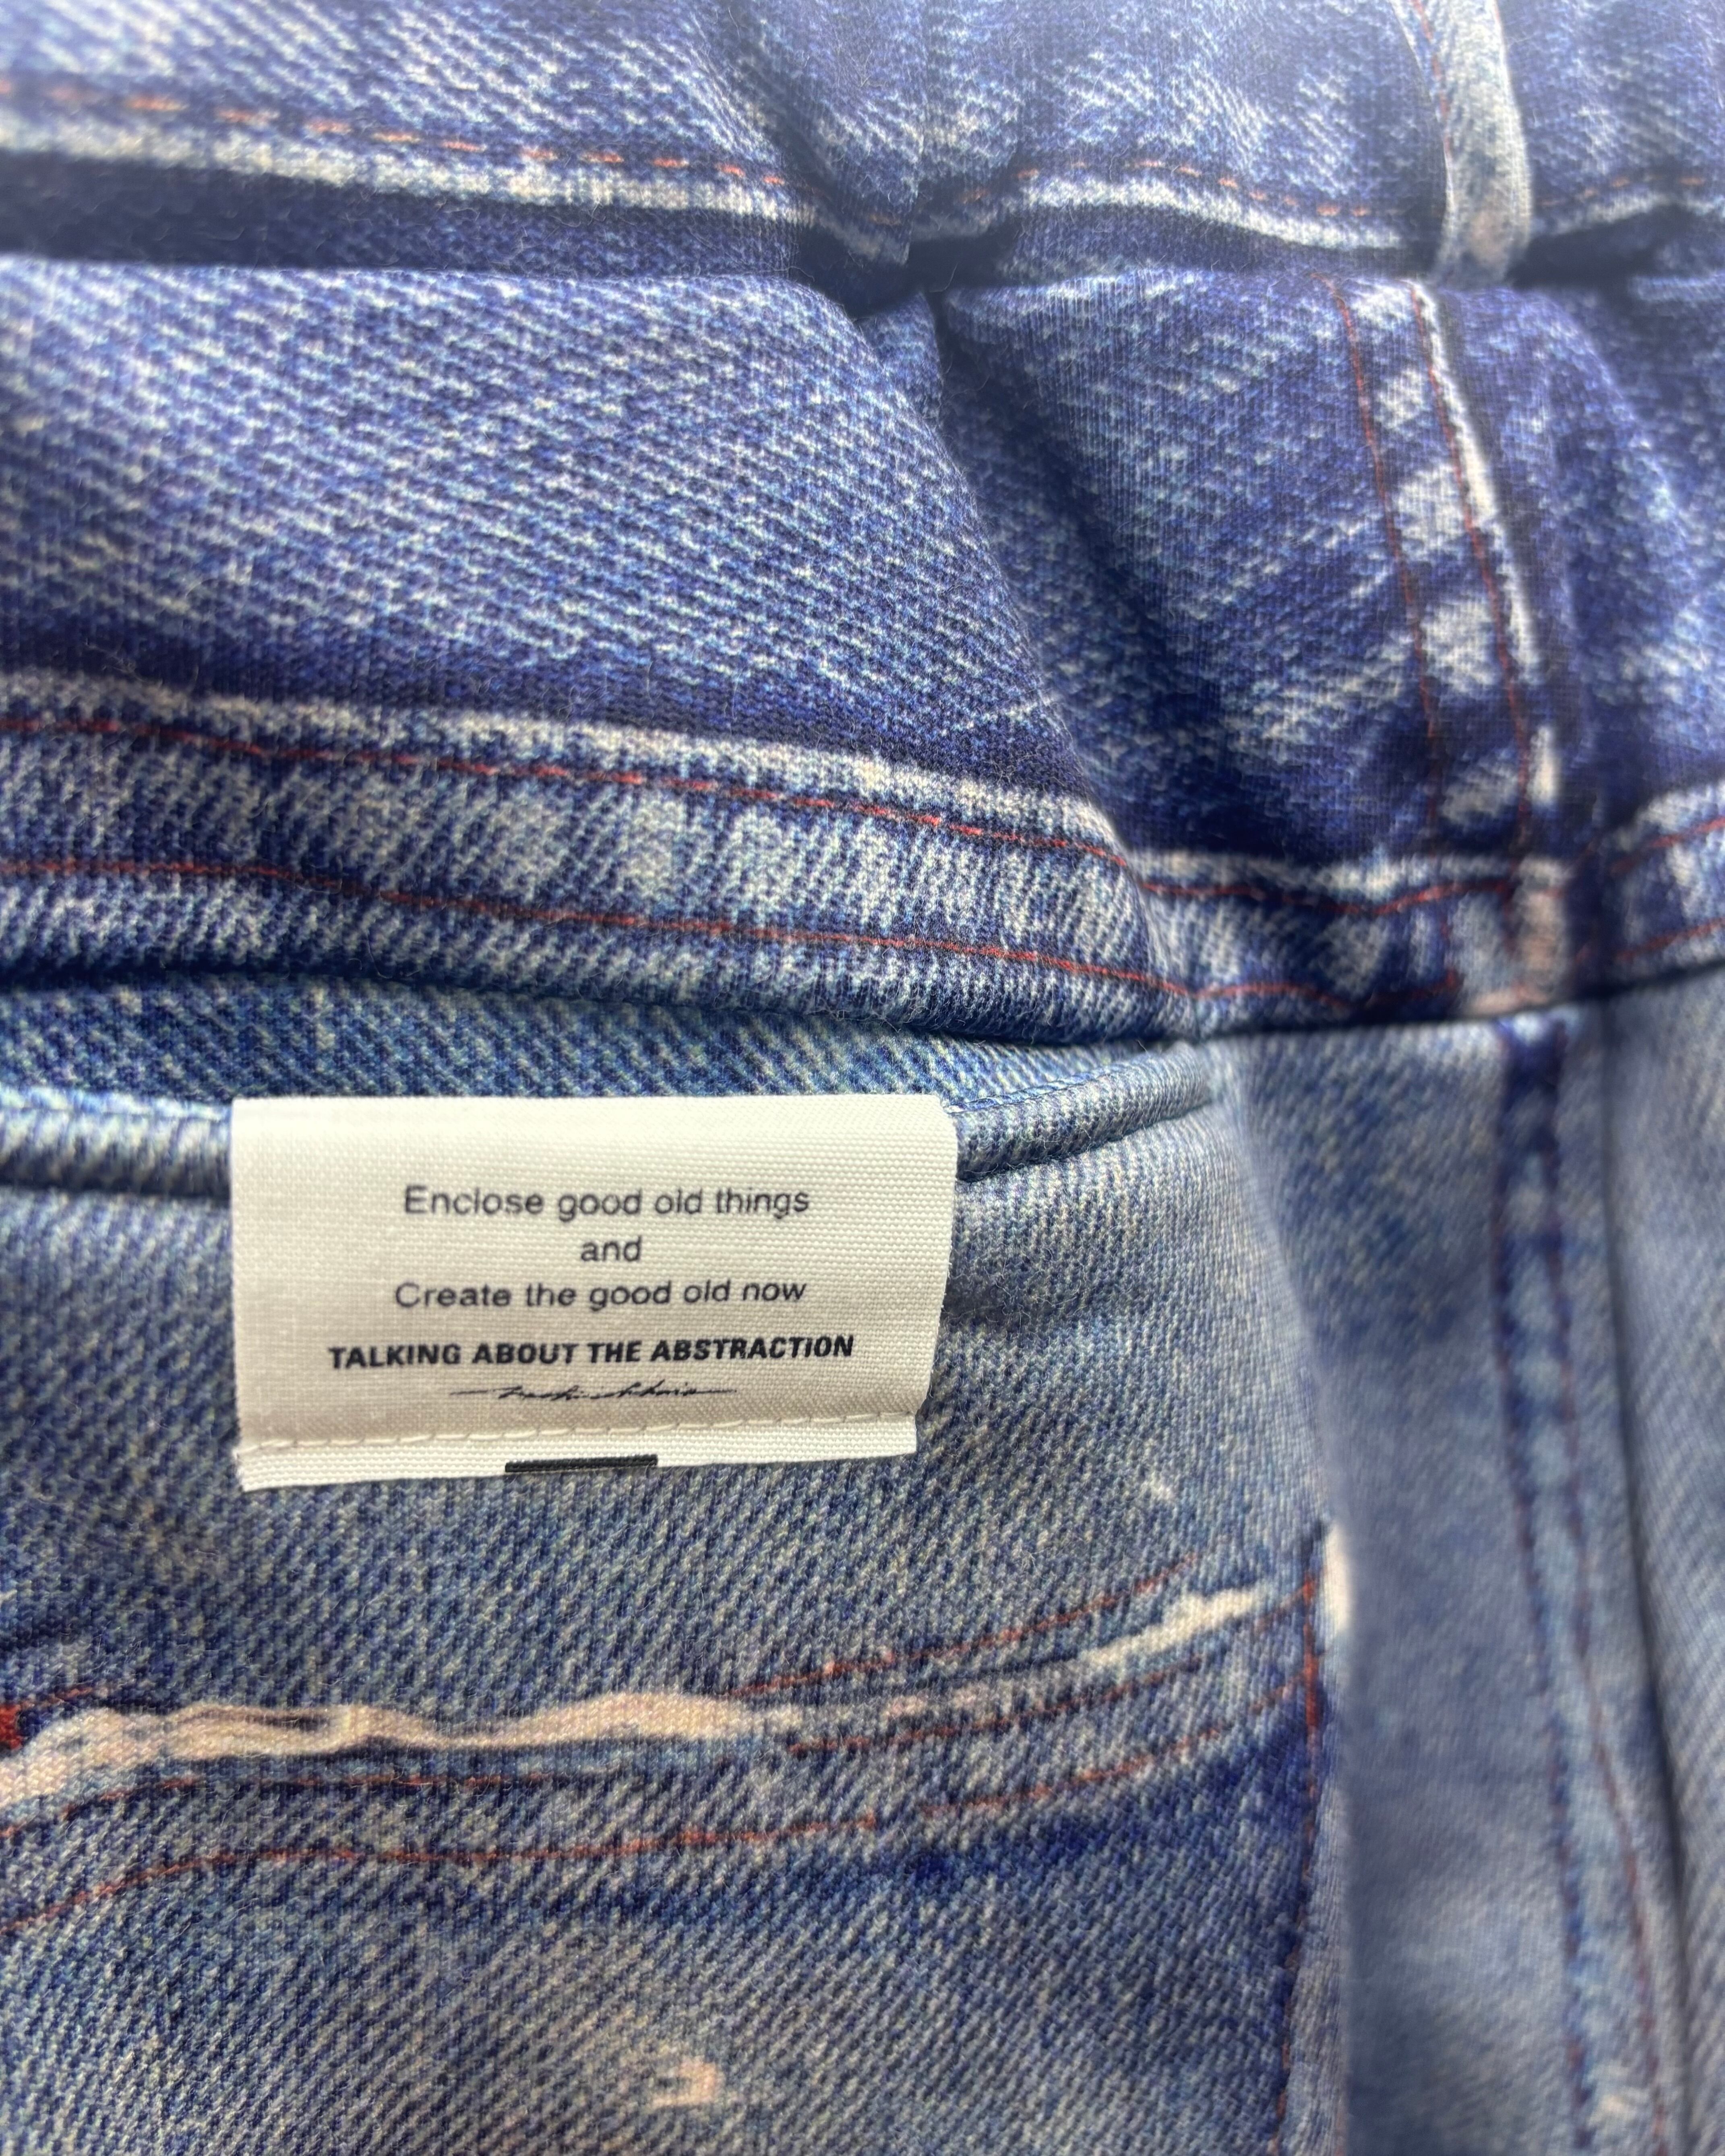 Enclose good old things
and
Create the good old now
TALKING ABOUT THE ABSTRACTION